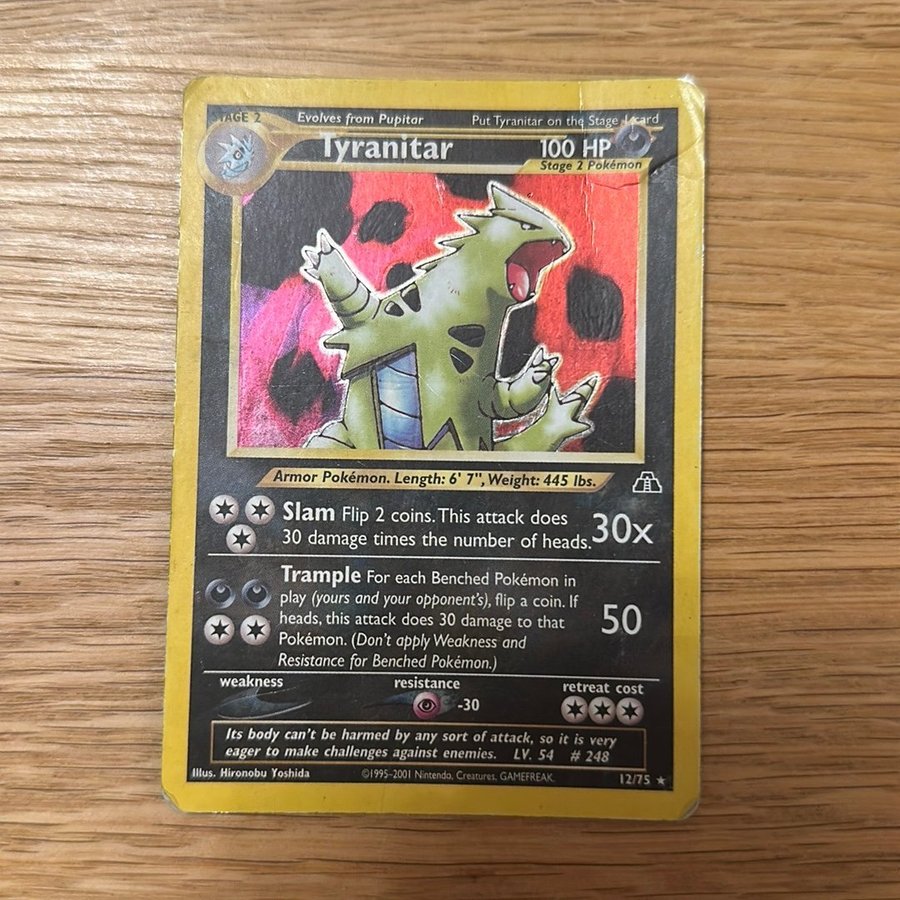 STAGE 2
Evolves from Pupitar
Put Tyranitar on the Stage 1 card
Tyranitar
100 HP
Stage 2 Pokémon
Armor Pokémon. Length: 6' 7", Weight: 445 lbs.
Slam Flip 2 coins. This attack does
30 damage times the number of heads.
30x
Trample For each Benched Pokémon in
play (yours and your opponent's), flip a coin. If
heads, this attack does 30 damage to that
Pokémon. (Don't apply Weakness and
Resistance for Benched Pokémon.)
50
weakness
resistance
-30
retreat cost
Its body can't be harmed by any sort of attack, so it is very
eager to make challenges against enemies. LV. 54 # 248
Illus. Hironobu Yoshida
©1995-2001 Nintendo, Creatures, GAMEFREAK.
12/75 ★